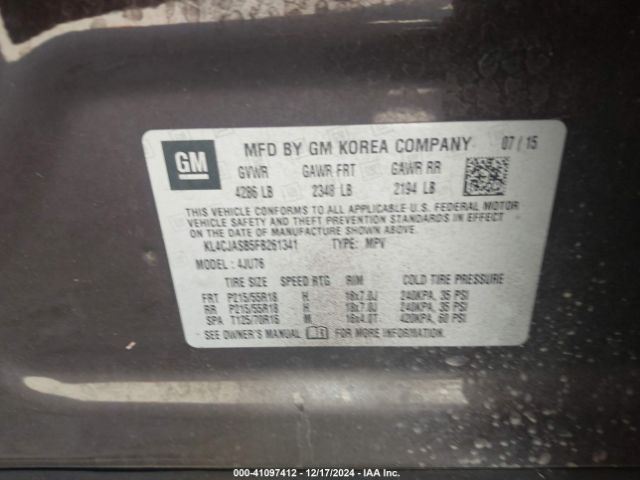 GM
MFD BY GM KOREA COMPANY 07 / 15
GVWR GAWR FRT GAWR RR
4286 LB 2348 LB 2194 LB
THIS VEHICLE CONFORMS TO ALL APPLICABLE U.S. FEDERAL MOTOR
VEHICLE SAFETY AND THEFT PREVENTION STANDARDS IN EFFECT
ON THE DATE OF MANUFACTURE SHOWN ABOVE.
KL4CJASB5FB261341 TYPE: MPV
MODEL: 4JU76
TIRE SIZE SPEED RTG RIM COLD TIRE PRESSURE
FRT P215/55R18 H 18x7.0J 240KPA, 35 PSI
RR P215/55R18 H 18x7.0J 240KPA, 35 PSI
SPA T125/70R16 M 16x4.0T 420KPA, 60 PSI
SEE OWNER'S MANUAL FOR MORE INFORMATION.
000-41097412 - 12/17/2024 - IAA Inc.